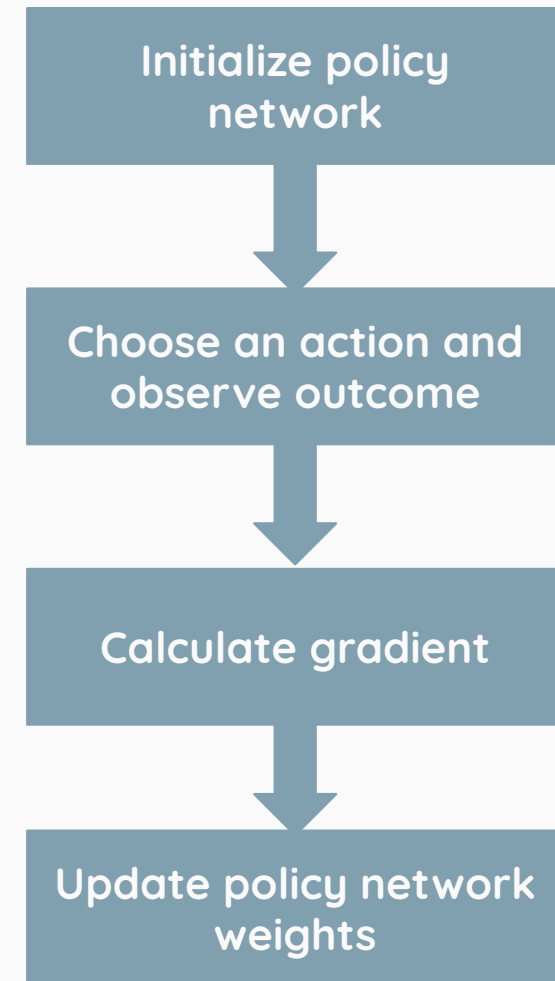 Initialize policy
network
Choose an action and
observe outcome
Calculate gradient
Update policy network
weights